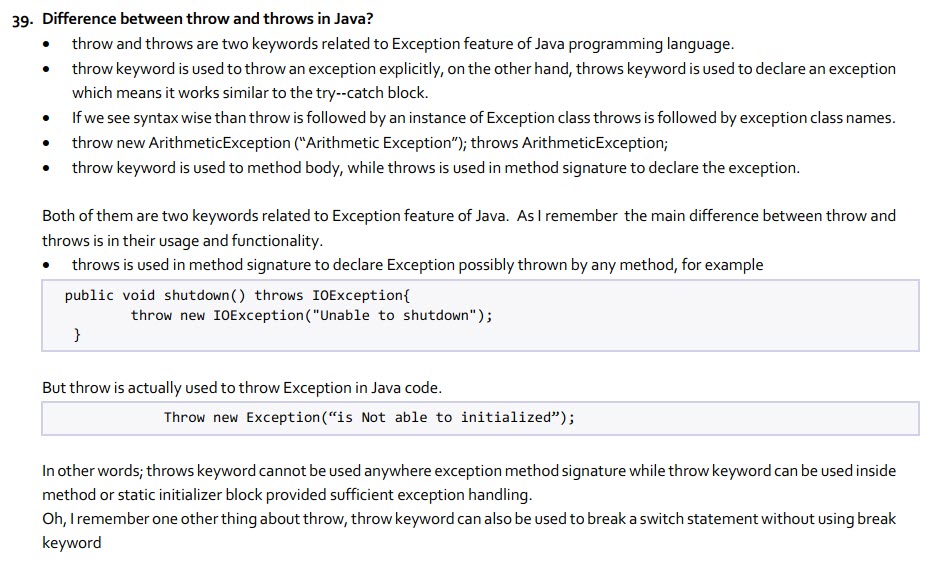 39. Difference between throw and throws in Java?
• throw and throws are two keywords related to Exception feature of Java programming language.
• throw keyword is used to throw an exception explicitly, on the other hand, throws keyword is used to declare an exception
which means it works similar to the try--catch block.
• If we see syntax wise than throw is followed by an instance of Exception class throws is followed by exception class names.
• throw new ArithmeticException (“Arithmetic Exception”); throws ArithmeticException;
• throw keyword is used to method body, while throws is used in method signature to declare the exception.
Both of them are two keywords related to Exception feature of Java. As I remember the main difference between throw and
throws is in their usage and functionality.
• throws is used in method signature to declare Exception possibly thrown by any method, for example
public void shutdown() throws IOException{
throw new IOException("Unable to shutdown");
}
But throw is actually used to throw Exception in Java code.
Throw new Exception(“is Not able to initialized”);
In other words; throws keyword cannot be used anywhere exception method signature while throw keyword can be used inside
method or static initializer block provided sufficient exception handling.
Oh, I remember one other thing about throw, throw keyword can also be used to break a switch statement without using break
keyword